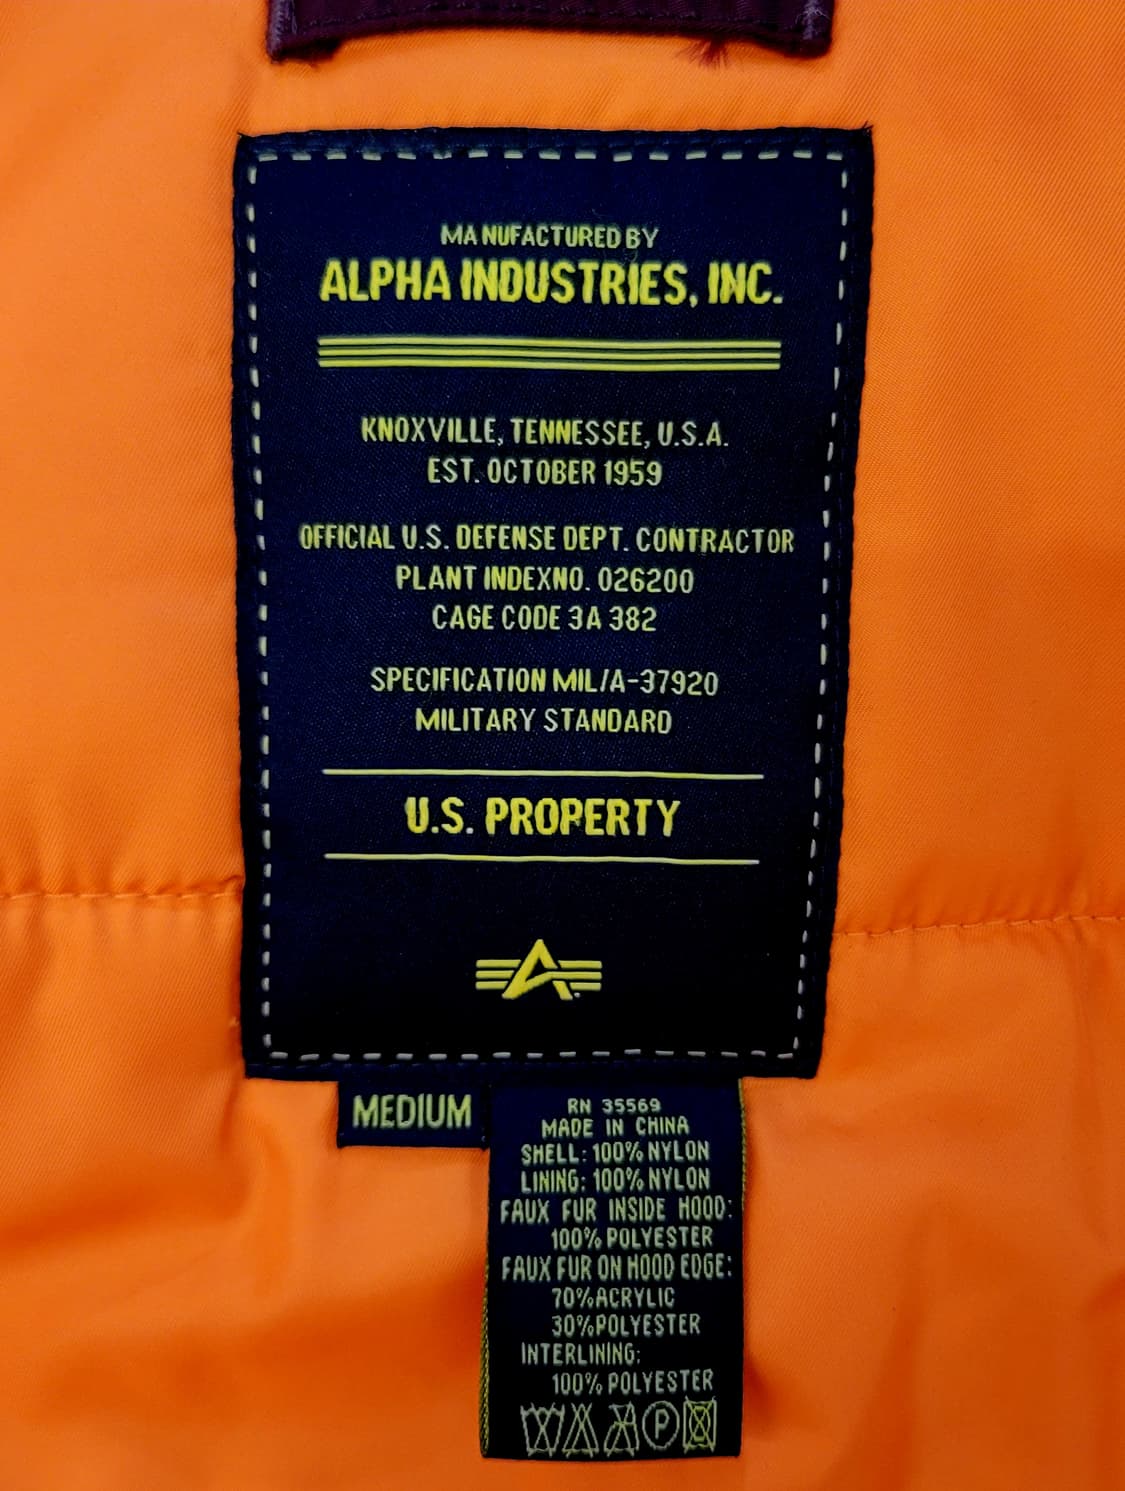 MANUFACTURED BY
ALPHA INDUSTRIES, INC.
KNOXVILLE, TENNESSEE, U.S.A.
EST. OCTOBER 1959
OFFICIAL U.S. DEFENSE DEPT. CONTRACTOR
PLANT INDEXNO. 026200
CAGE CODE 3A 382
SPECIFICATION MIL/A-37920
MILITARY STANDARD
U.S. PROPERTY
MEDIUM
RN 35569
MADE IN CHINA
SHELL: 100% NYLON
LINING: 100% NYLON
FAUX FUR INSIDE HOOD:
100% POLYESTER
FAUX FUR ON HOOD EDGE:
70%ACRYLIC
30%POLYESTER
INTERLINING:
100% POLYESTER
P